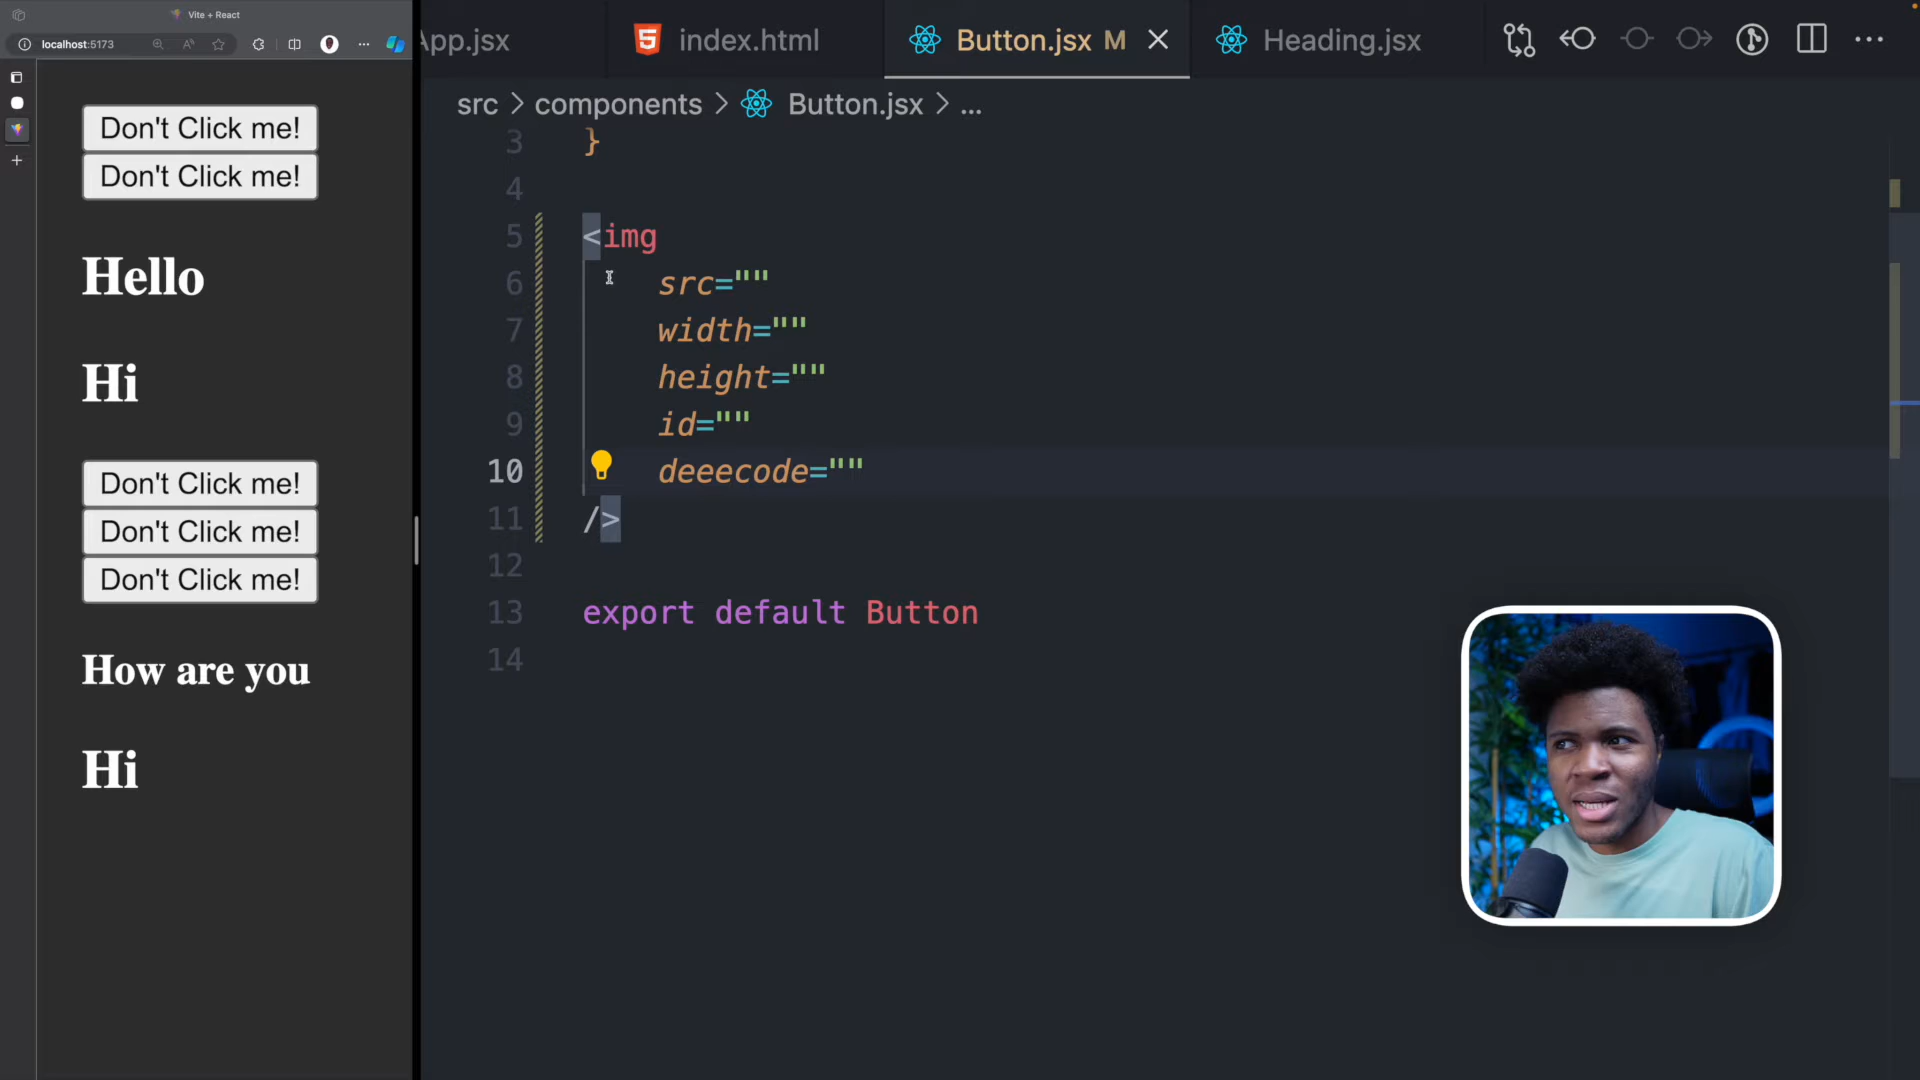 Vite + React
localhost:5173
Don't Click me!
Don't Click me!
Hello
Hi
Don't Click me!
Don't Click me!
Don't Click me!
How are you
Hi
App.jsx
index.html
Button.jsx M
Heading.jsx
src > components > Button.jsx > ...
3 }
4
5 <img
6 src=""
7 width=""
8 height=""
9 id=""
10 deeecode=""
11 />
12
13 export default Button
14